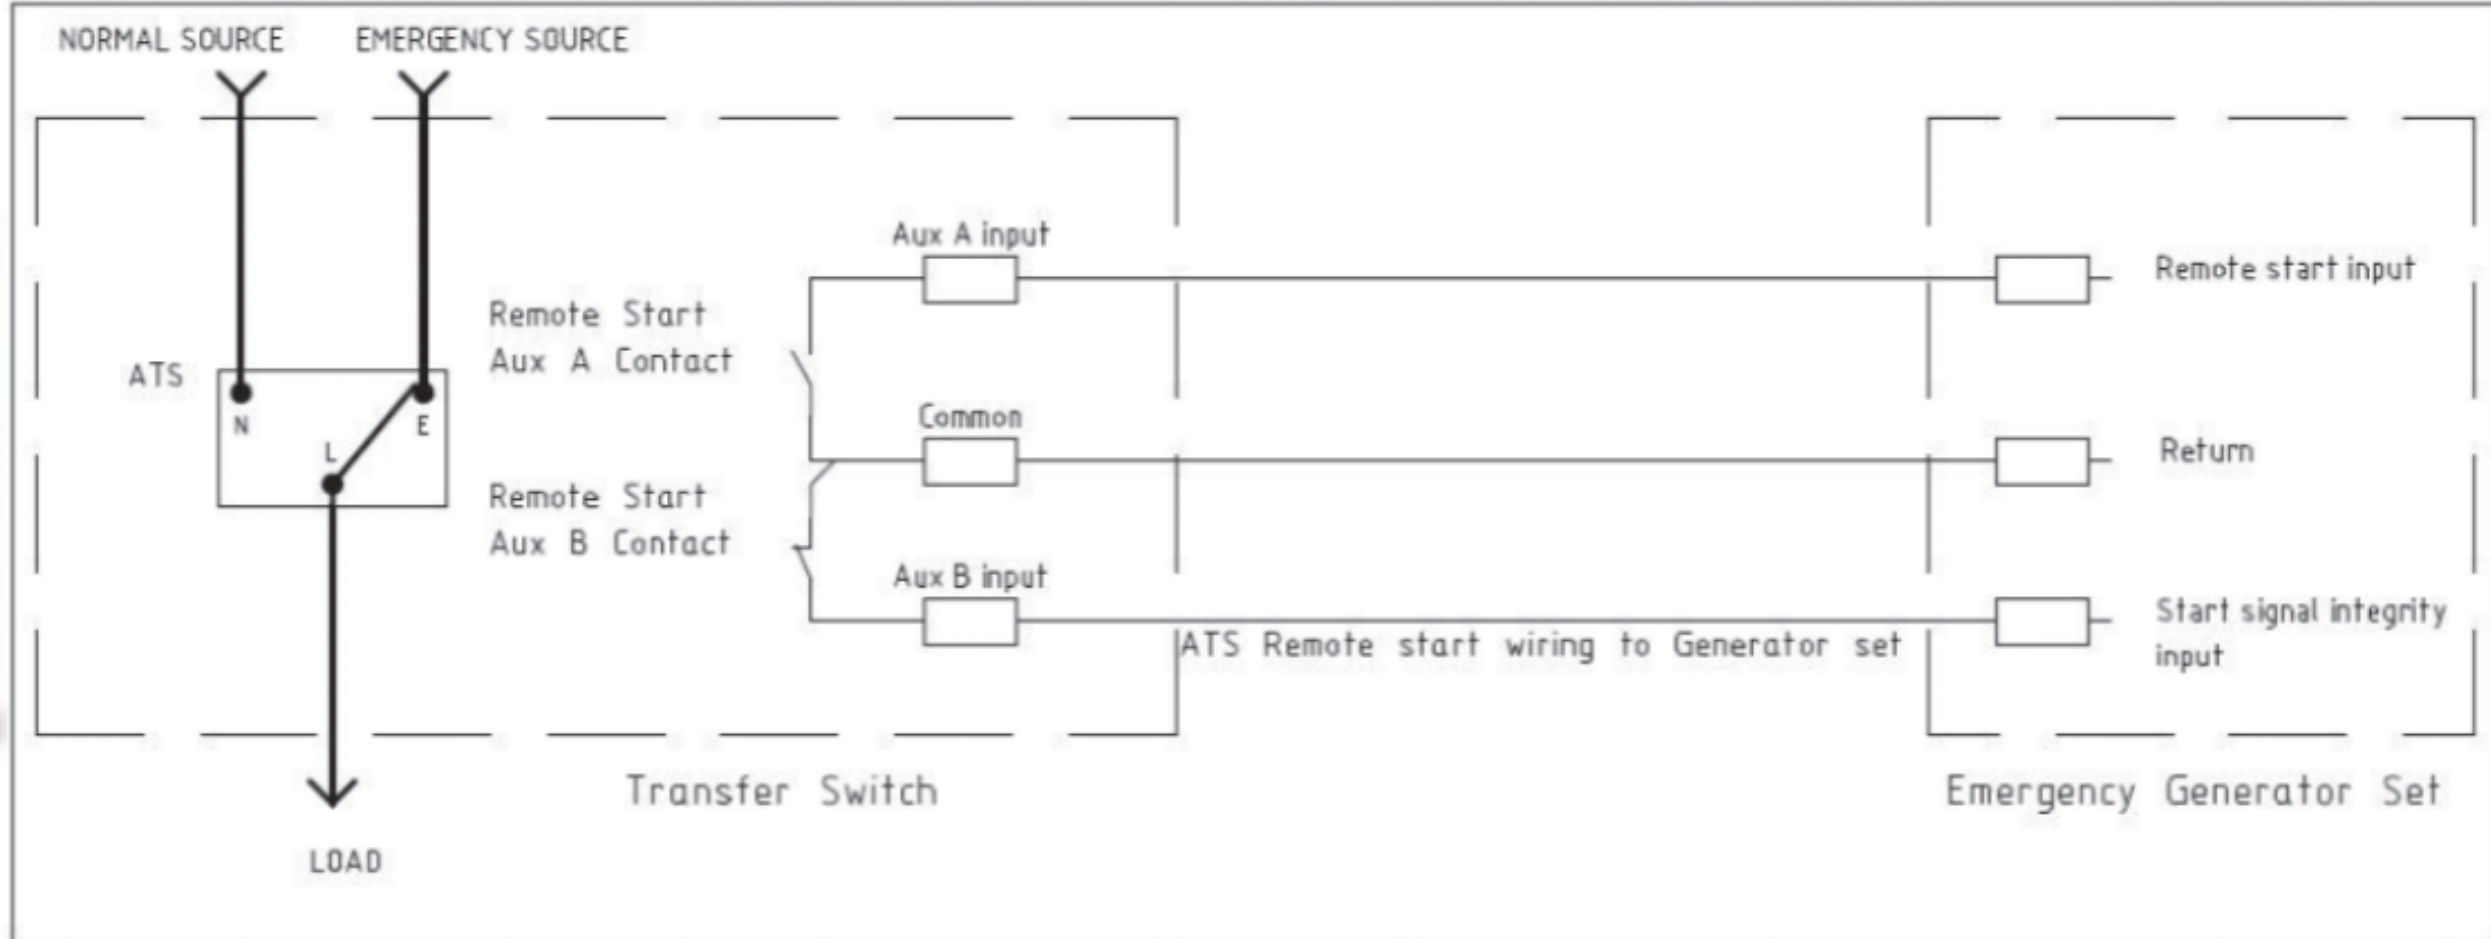 NORMAL SOURCE
EMERGENCY SOURCE
Aux A input
Remote start input
Remote Start
Aux A Contact
ATS
N
E
L
Common
Return
Remote Start
Aux B Contact
Aux B input
Start signal integrity
input
ATS Remote start wiring to Generator set
Transfer Switch
Emergency Generator Set
LOAD